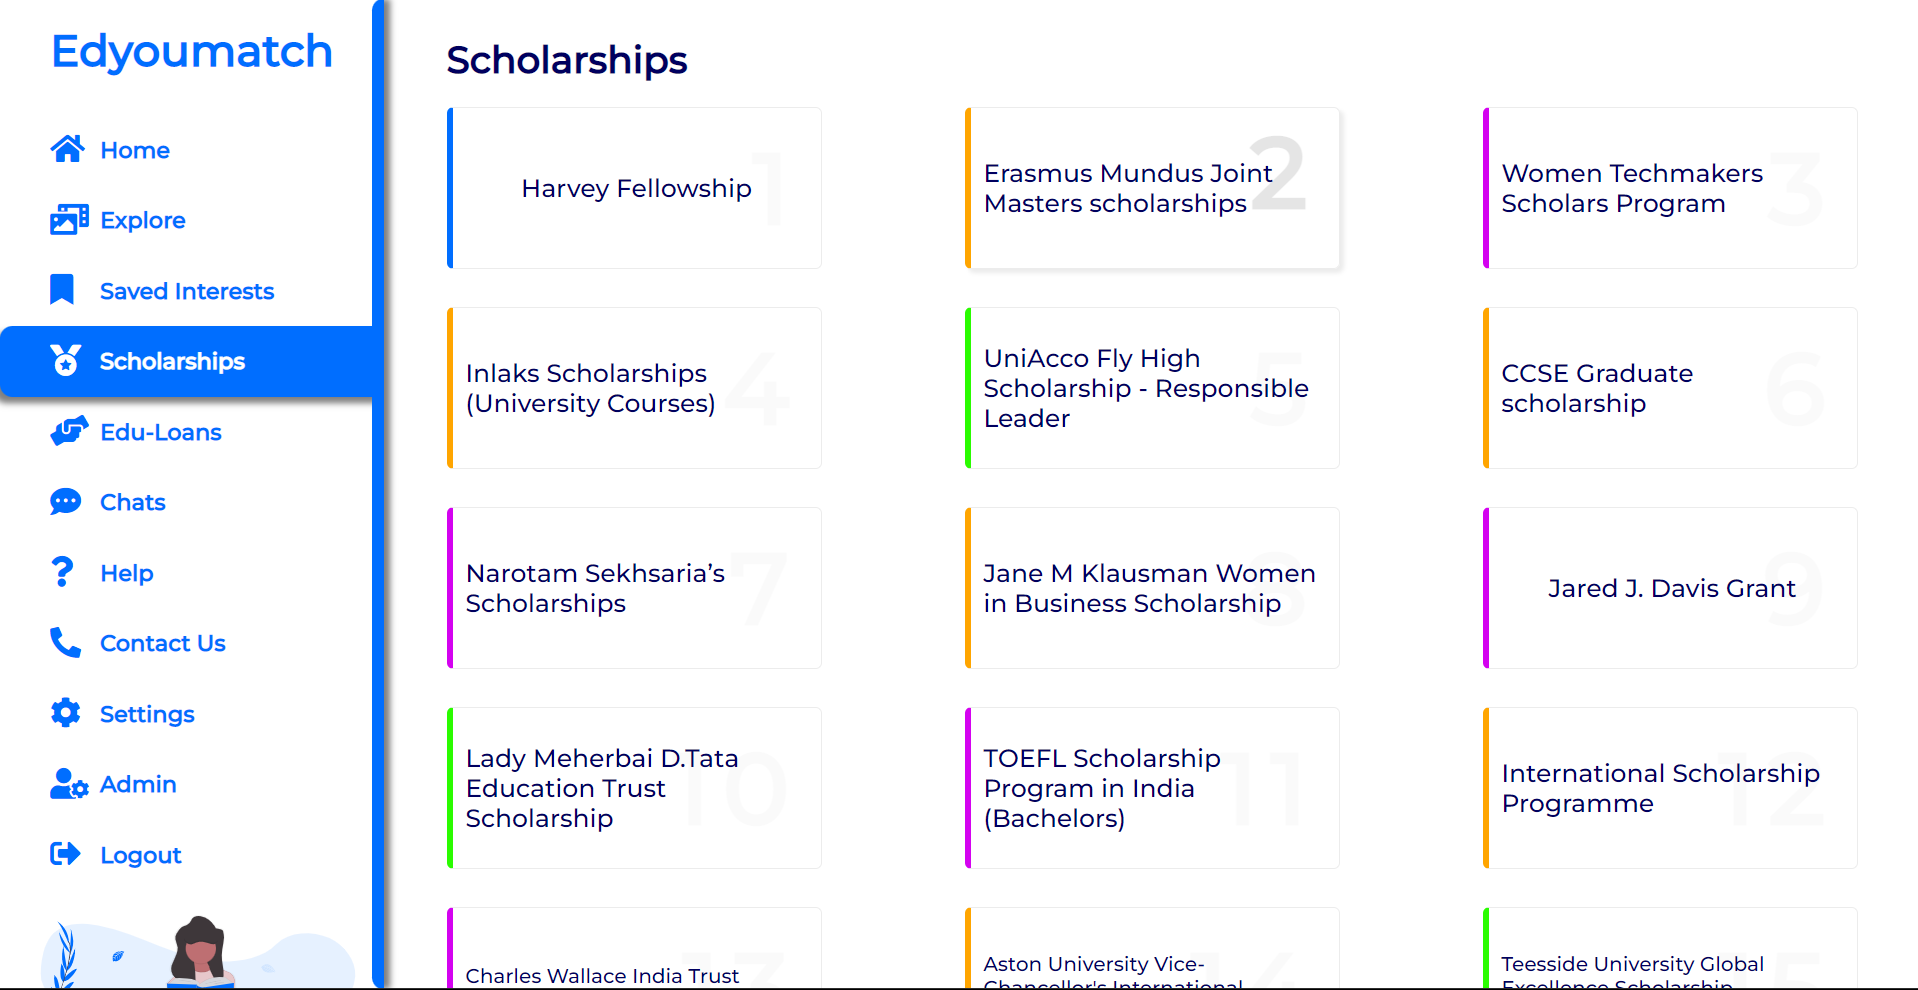 Edyoumatch
Home
Explore
Saved Interests
Scholarships
Edu-Loans
Chats
Help
Contact Us
Settings
Admin
Logout
Scholarships
1
Harvey Fellowship
2
Erasmus Mundus Joint
Masters scholarships
3
Women Techmakers
Scholars Program
4
Inlaks Scholarships
(University Courses)
5
UniAcco Fly High
Scholarship - Responsible
Leader
6
CCSE Graduate
scholarship
7
Narotam Sekhsaria’s
Scholarships
8
Jane M Klausman Women
in Business Scholarship
9
Jared J. Davis Grant
10
Lady Meherbai D.Tata
Education Trust
Scholarship
11
TOEFL Scholarship
Program in India
(Bachelors)
12
International Scholarship
Programme
13
Charles Wallace India Trust
14
Aston University Vice-
Chancellor's International
15
Teesside University Global
Excellence Scholarship